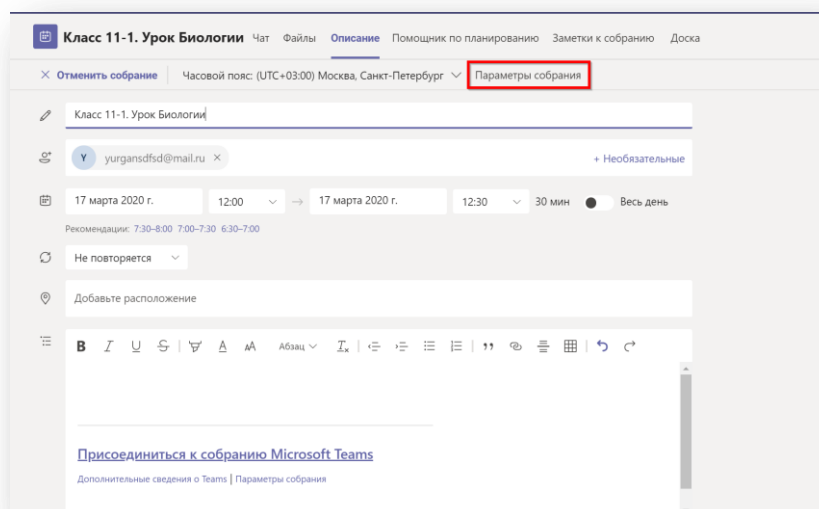 Класс 11-1. Урок Биологии Чат Файлы Описание Помощник по планированию Заметки к собранию Доска
× Отменить собрание Часовой пояс: (UTC+03:00) Москва, Санкт-Петербург Параметры собрания
Класс 11-1. Урок Биологии
Y yurgansdfsd@mail.ru × + Необязательные
17 марта 2020 г. 12:00 → 17 марта 2020 г. 12:30 30 мин Весь день
Рекомендации: 7:30–8:00 7:00–7:30 6:30–7:00
Не повторяется
Добавьте расположение
B I U S A AA Абзац Tx
Присоединиться к собранию Microsoft Teams
Дополнительные сведения о Teams | Параметры собрания